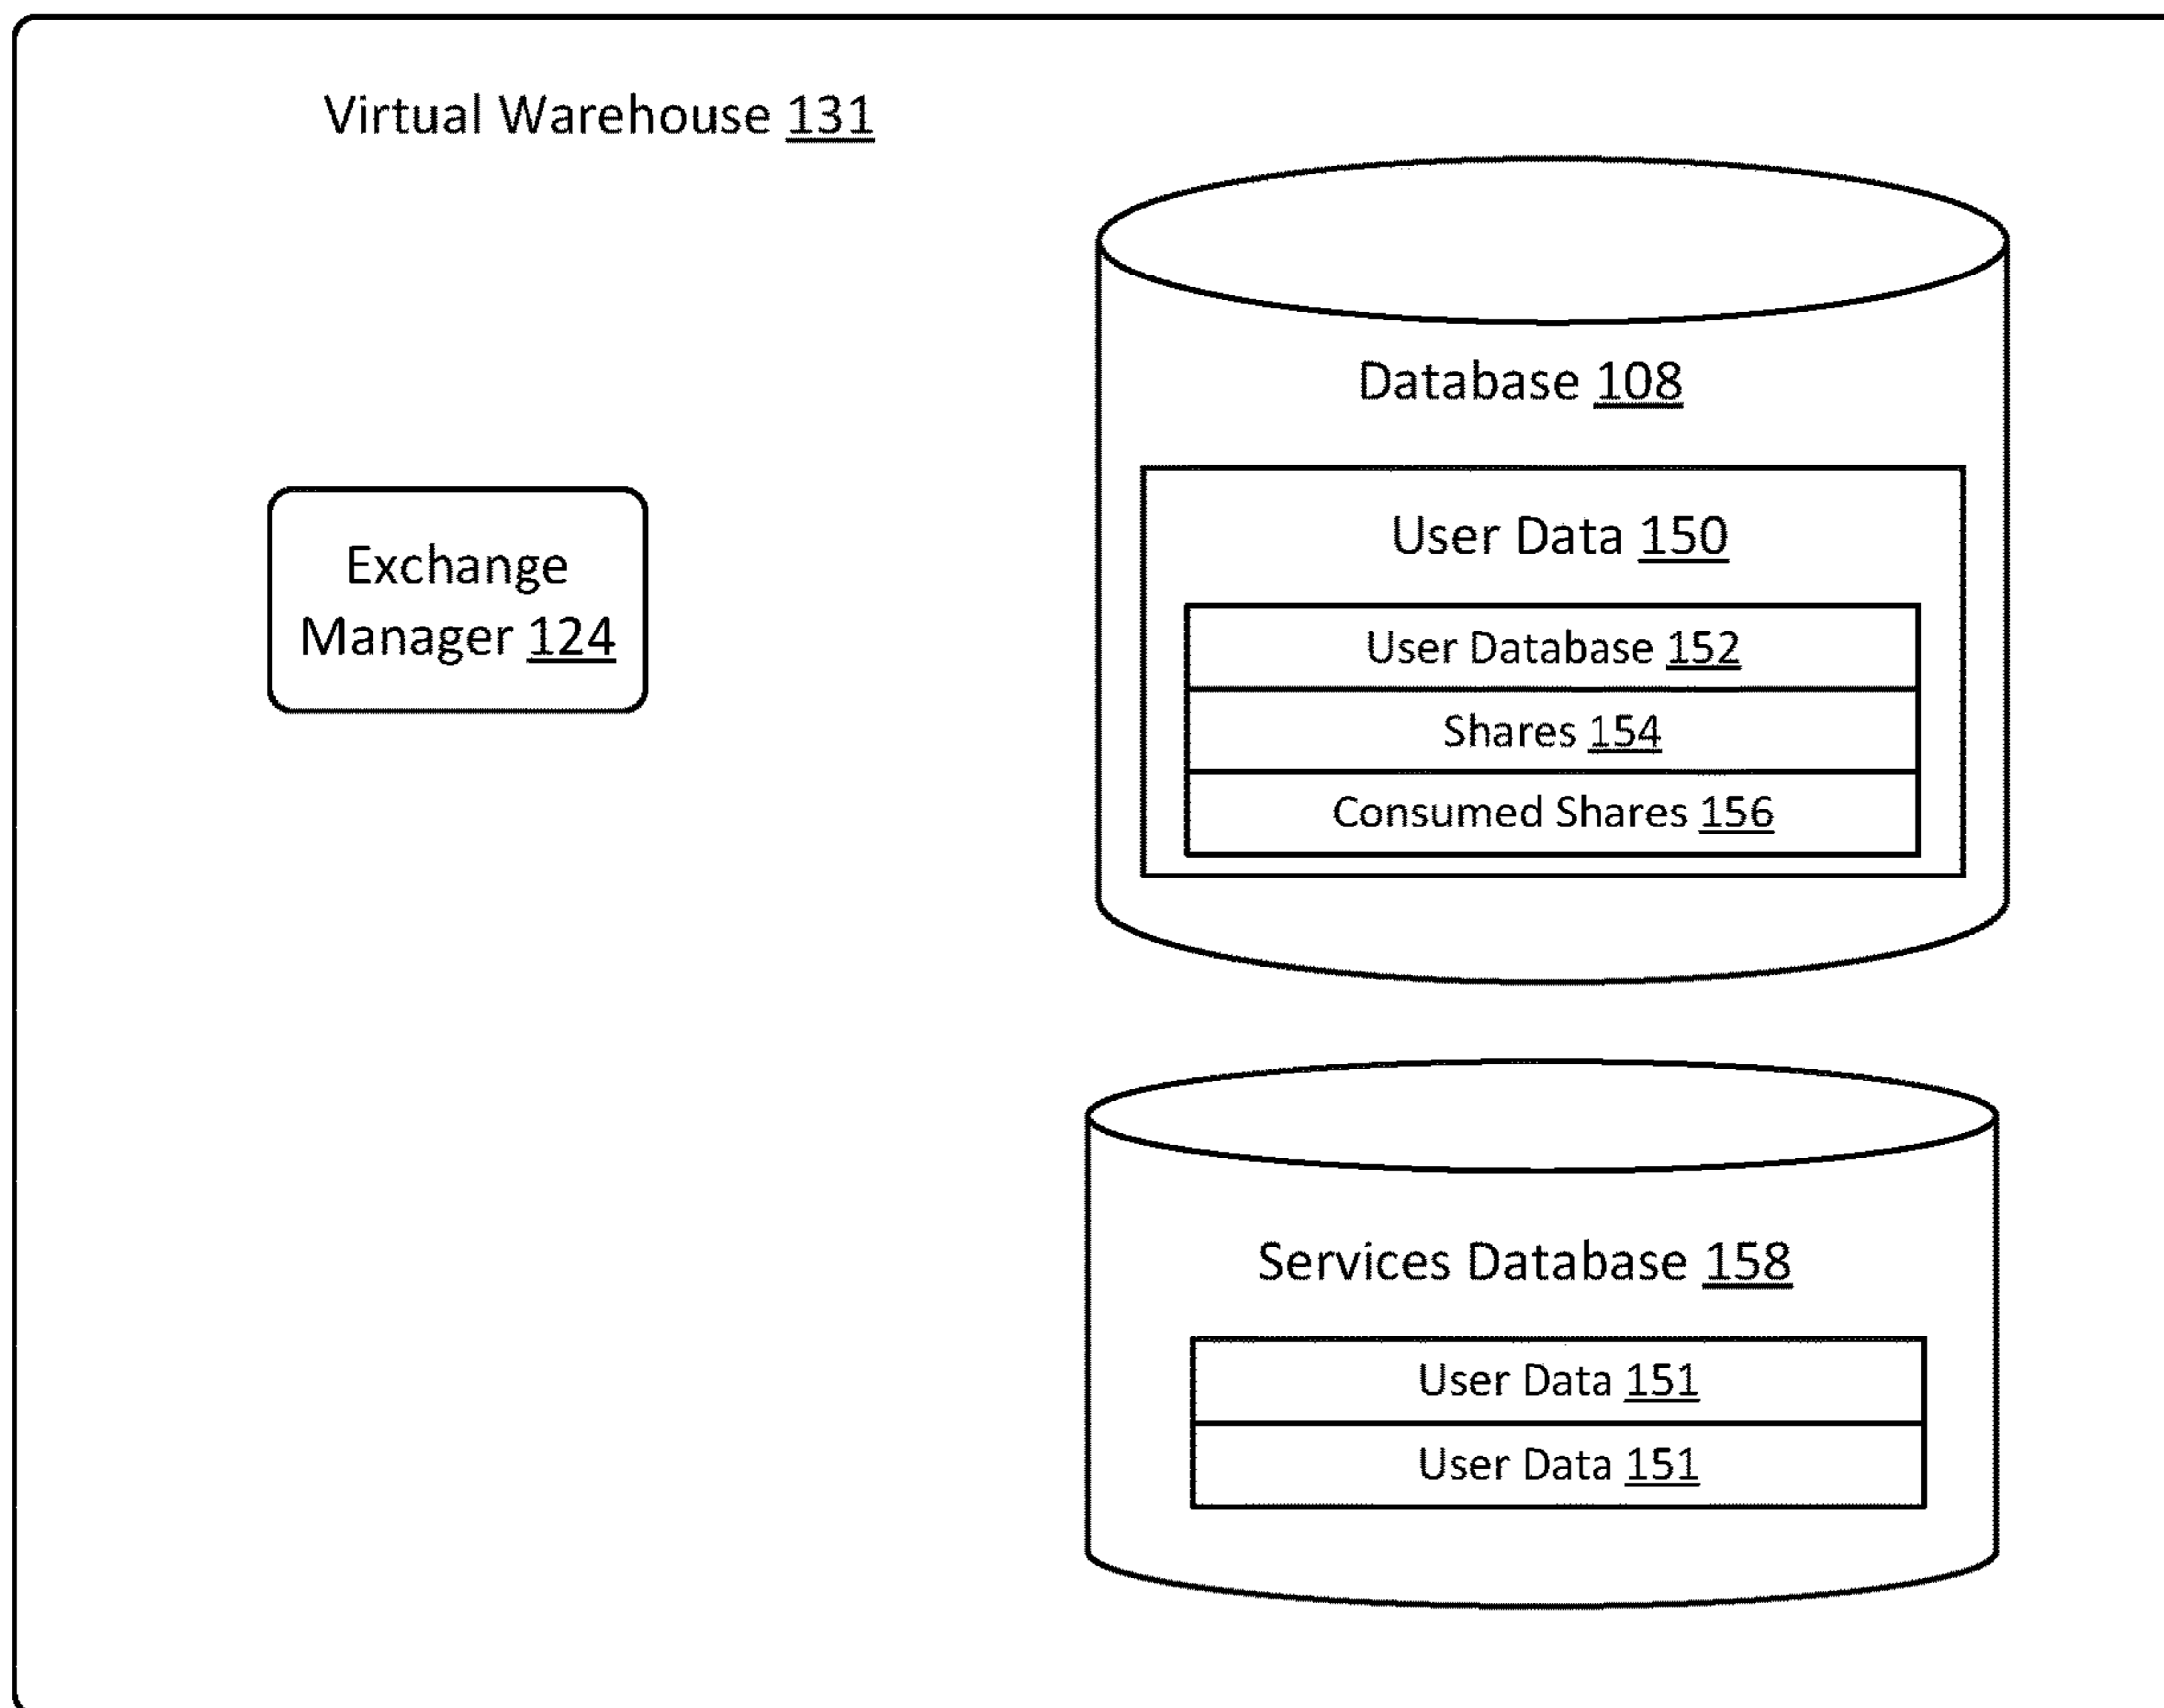 Virtual Warehouse 131
Database 108
Exchange
Manager 124
User Data 150
User Database 152
Shares 154
Consumed Shares 156
Services Database 158
User Data 151
User Data 151